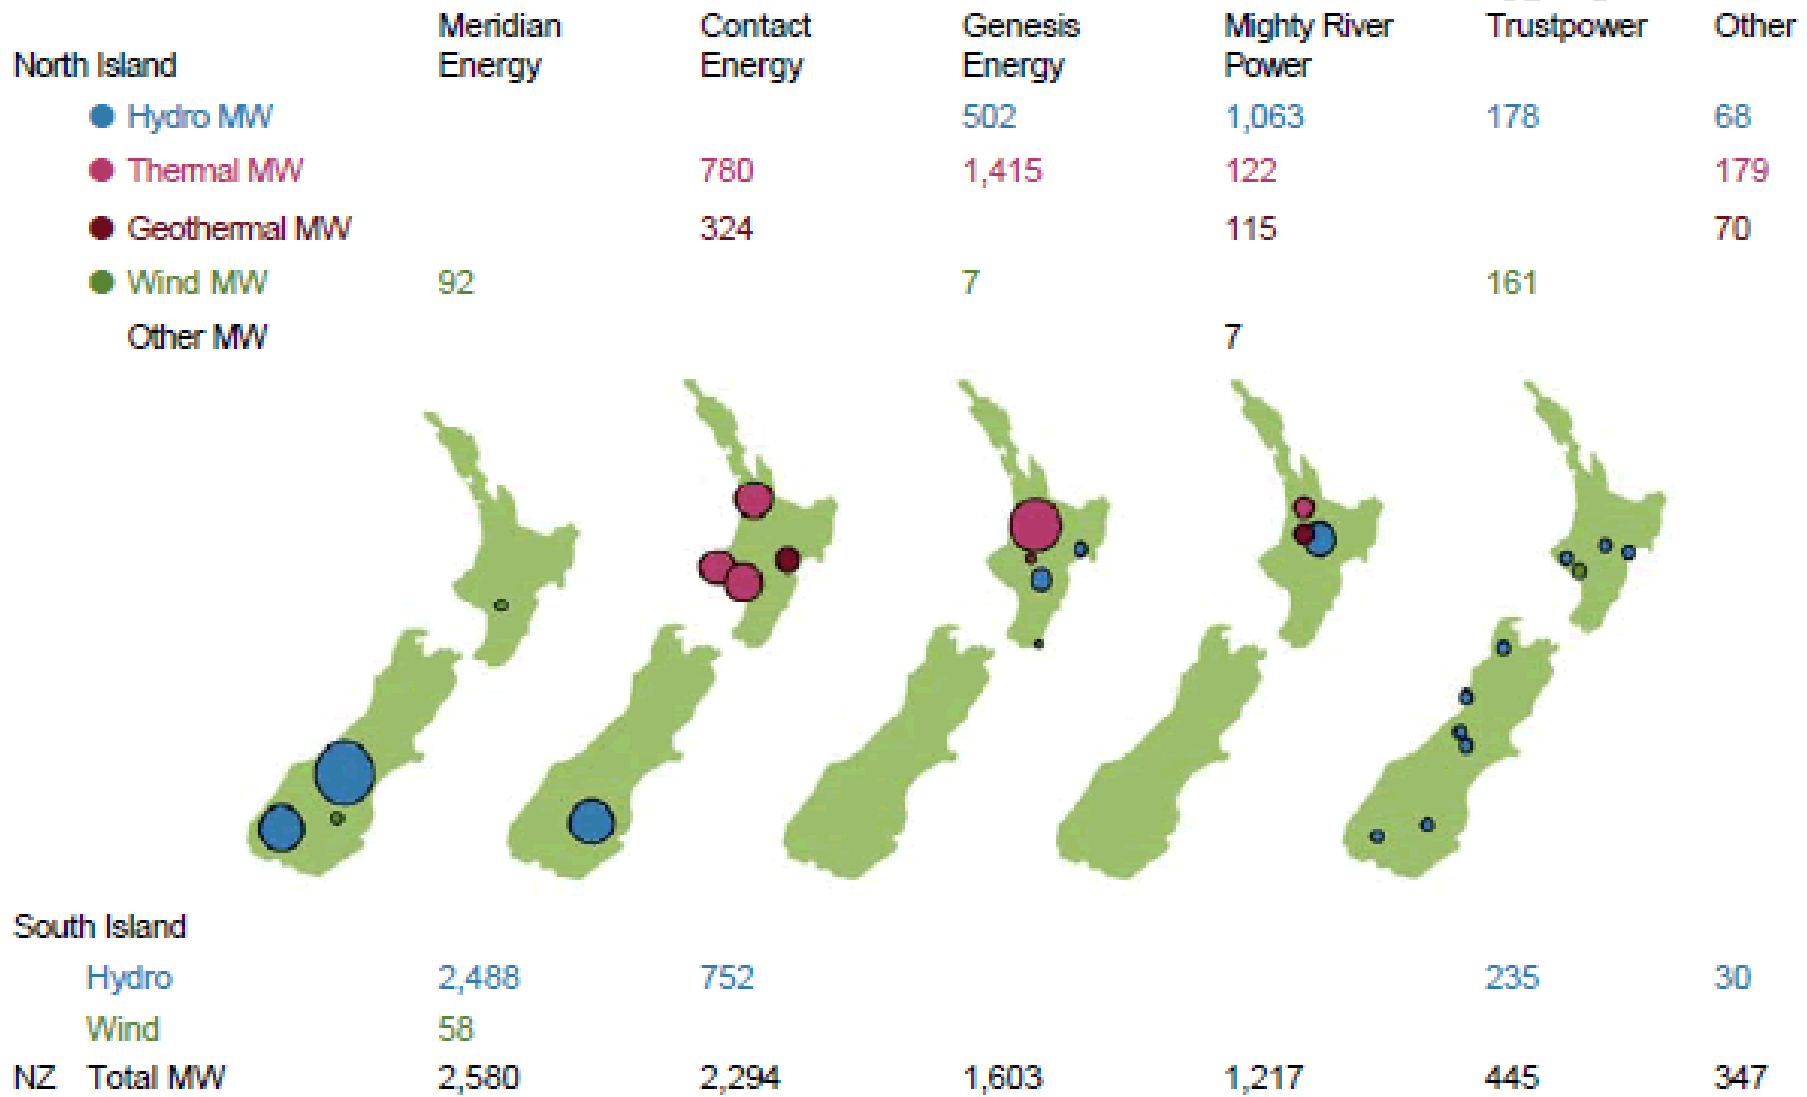 Meridian Contact Genesis Mighty River Trustpower Other
North Island Energy Energy Energy Power
Hydro MW 502 1,063 178 68
Thermal MW 780 1,415 122 179
Geothermal MW 324 115 70
Wind MW 92 7 161
Other MW 7
South Island
Hydro 2,488 752 235 30
Wind 58
NZ Total MW 2,580 2,294 1,603 1,217 445 347